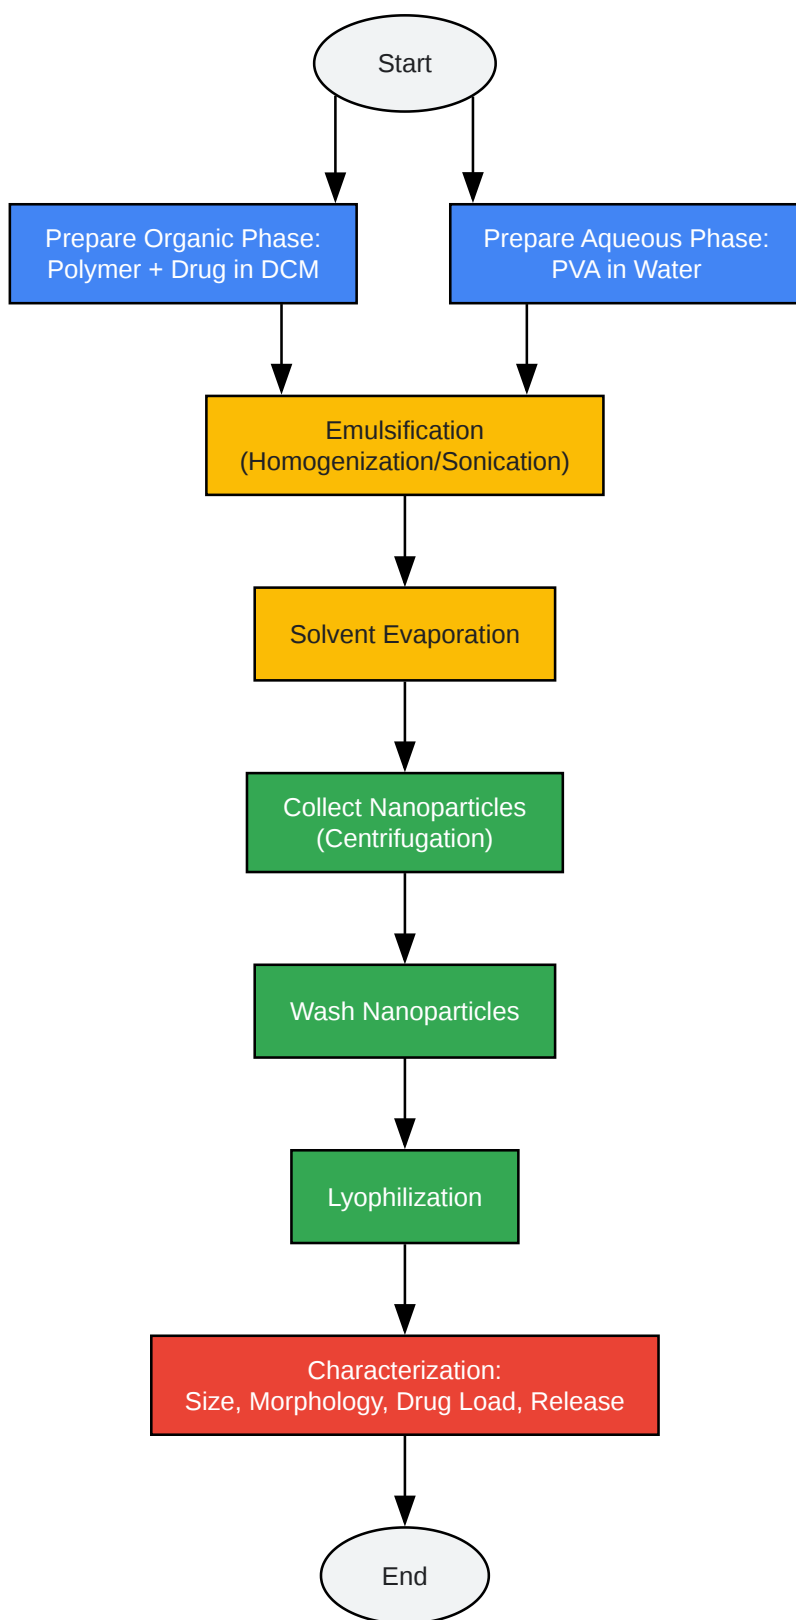 Start
Prepare Organic Phase:
Polymer + Drug in DCM
Prepare Aqueous Phase:
PVA in Water
Emulsification
(Homogenization/Sonication)
Solvent Evaporation
Collect Nanoparticles
(Centrifugation)
Wash Nanoparticles
Lyophilization
Characterization:
Size, Morphology, Drug Load, Release
End